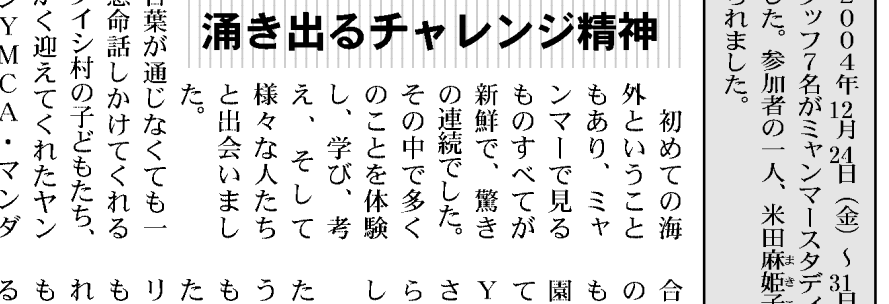 2004年12月24日（金）～31日
タッフ7名がミャンマースタデ
した。参加者の一人、米田麻姫子
られました。
涌き出るチャレンジ精神
初めての海
外ということ
もあり、ミャ
ンマーで見る
ものすべてが
新鮮で、驚き
の連続でした。
その中で多く
のことを体験
し、学び、考
え、そして
様々な人たち
と出会いまし
た。
言葉が通じなくても一
懸命話しかけてくれる
イシ村の子どもたち、
かく迎えてくれたヤン
YMCA・マンダ
合
の
も
園
て
Y
さ
し
た
う
も
た
リ
も
れ
も
る